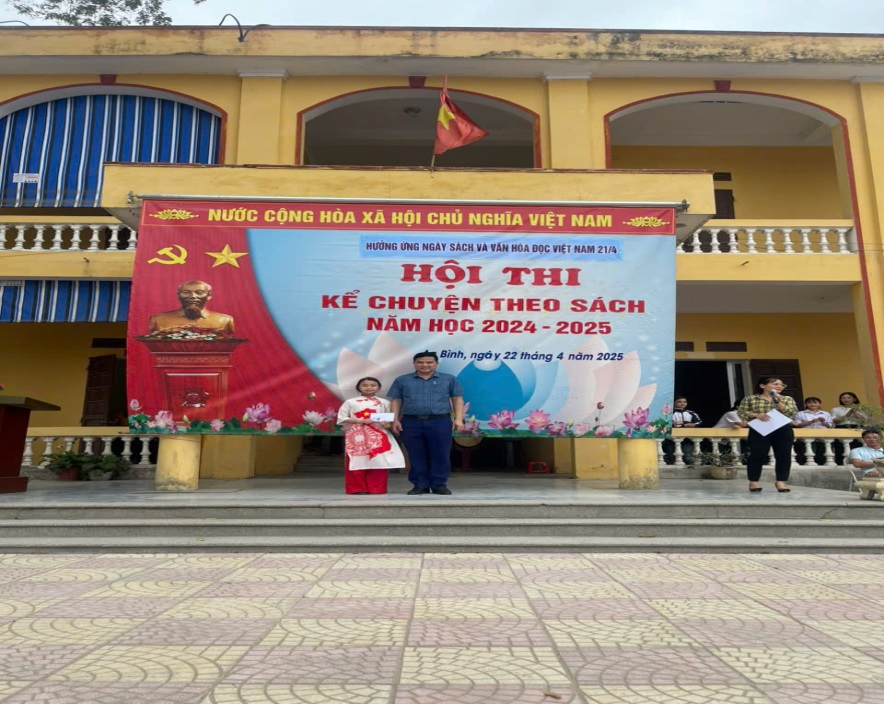 NƯỚC CỘNG HÒA XÃ HỘI CHỦ NGHĨA VIỆT NAM
HƯỞNG ỨNG NGÀY SÁCH VÀ VĂN HÓA ĐỌC VIỆT NAM 21/4
HỘI THI
KỂ CHUYỆN THEO SÁCH
NĂM HỌC 2024 - 2025
Bình, ngày 22 tháng 4 năm 2025